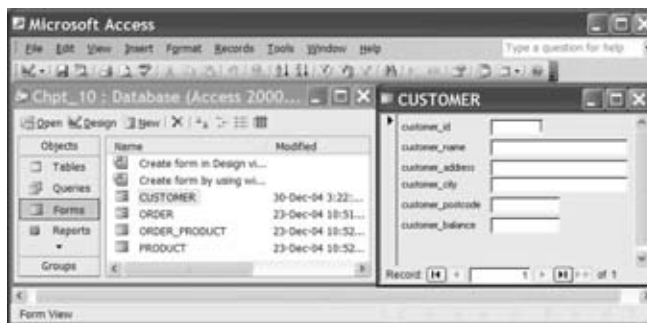 Microsoft Access
File Edit View Insert Format Records Tools Window Help
Type a question for help
Chpt_10 : Database (Access 2000...
Open Design New
Objects
Tables
Queries
Forms
Reports
Groups
Name Modified
Create form in Design vi...
Create form by using wi...
CUSTOMER 30-Dec-04 3:22:...
ORDER 23-Dec-04 10:51...
ORDER_PRODUCT 23-Dec-04 10:52...
PRODUCT 23-Dec-04 10:52...
CUSTOMER
customer_id
customer_name
customer_address
customer_city
customer_postcode
customer_balance
Record: 1 of 1
Form View